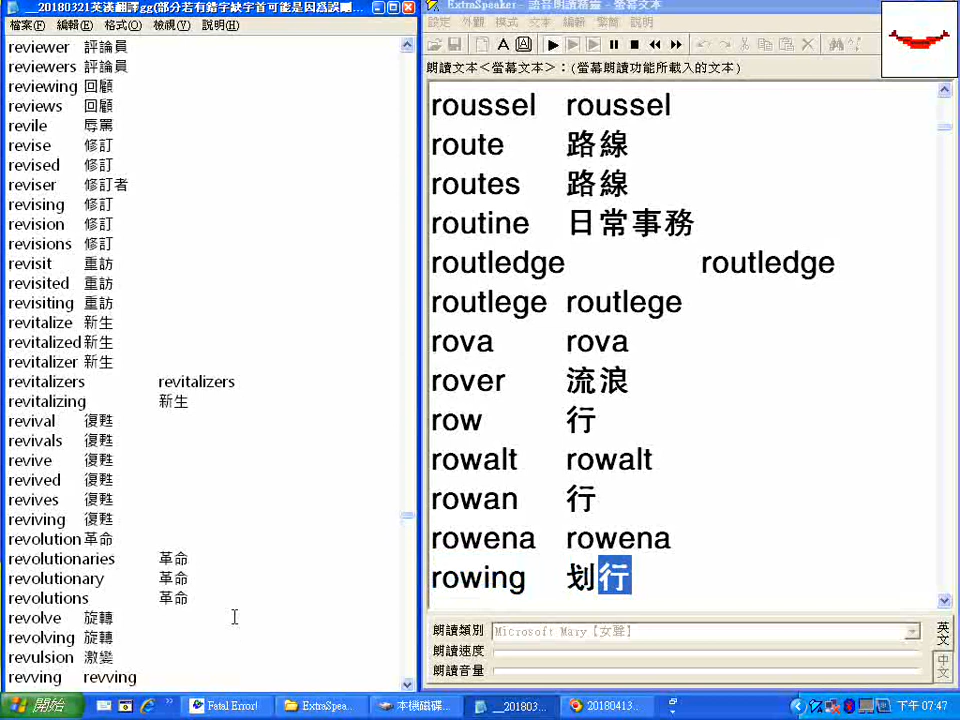 __20180321英漢翻譯gg(部分若有錯字缺字首可能是因為誤刪...
檔案(F) 編輯(E) 格式(O) 檢視(V) 說明(H)
reviewer 評論員
reviewers 評論員
reviewing 回顧
reviews 回顧
revile 辱罵
revise 修訂
revised 修訂
reviser 修訂者
revising 修訂
revision 修訂
revisions 修訂
revisit 重訪
revisited 重訪
revisiting 重訪
revitalize 新生
revitalized 新生
revitalizer 新生
revitalizers revitalizers
revitalizing 新生
revival 復甦
revivals 復甦
revive 復甦
revived 復甦
revives 復甦
reviving 復甦
revolution 革命
revolutionaries 革命
revolutionary 革命
revolutions 革命
revolve 旋轉
revolving 旋轉
revulsion 激變
revving revving
ExtraSpeaker - 語音朗讀精靈 - 螢幕文本
設定 外觀 模式 文本 編輯 繁簡 說明
朗讀文本<螢幕文本>：(螢幕朗讀功能所載入的文本)
roussel roussel
route 路線
routes 路線
routine 日常事務
routledge routledge
routlege routlege
rova rova
rover 流浪
row 行
rowalt rowalt
rowan 行
rowena rowena
rowing 划行
朗讀類別 Microsoft Mary【女聲】
朗讀速度
朗讀音量
英文
中文
開始 Fatal Error! ExtraSpea... 本機磁碟... __201803... 20180413... 下午 07:47